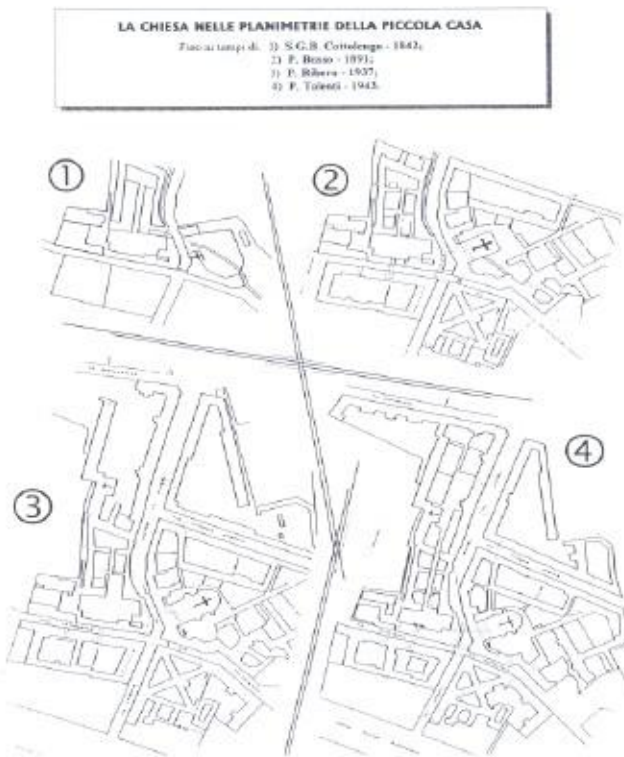 LA CHIESA NELLE PLANIMETRIE DELLA PICCOLA CASA
Fino ai tempi di: 1) S.G.B. Cottolengo - 1842;
2) P. Bosso - 1891;
3) P. Ribero - 1937;
4) P. Tolenti - 1943.
1
2
3
4